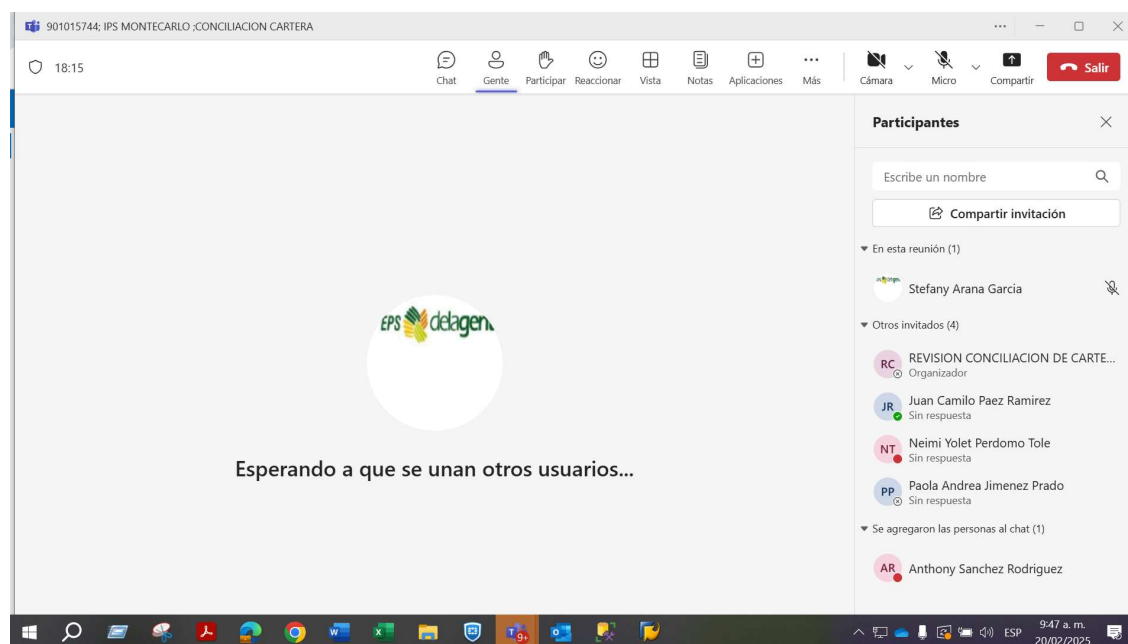 901015744; IPS MONTECARLO ;CONCILIACION CARTERA
18:15
Chat
Gente
Participar
Reaccionar
Vista
Notas
Aplicaciones
Más
Cámara
Micro
Compartir
Salir
EPS delagen
Esperando a que se unan otros usuarios...
Participantes
Escribe un nombre
Compartir invitación
En esta reunión (1)
Stefany Arana Garcia
Otros invitados (4)
RC
REVISION CONCILIACION DE CARTE...
Organizador
JR
Juan Camilo Paez Ramirez
Sin respuesta
NT
Neimi Yolet Perdomo Tole
Sin respuesta
PP
Paola Andrea Jimenez Prado
Sin respuesta
Se agregaron las personas al chat (1)
AR
Anthony Sanchez Rodriguez
9+
ESP
9:47 a. m.
20/02/2025